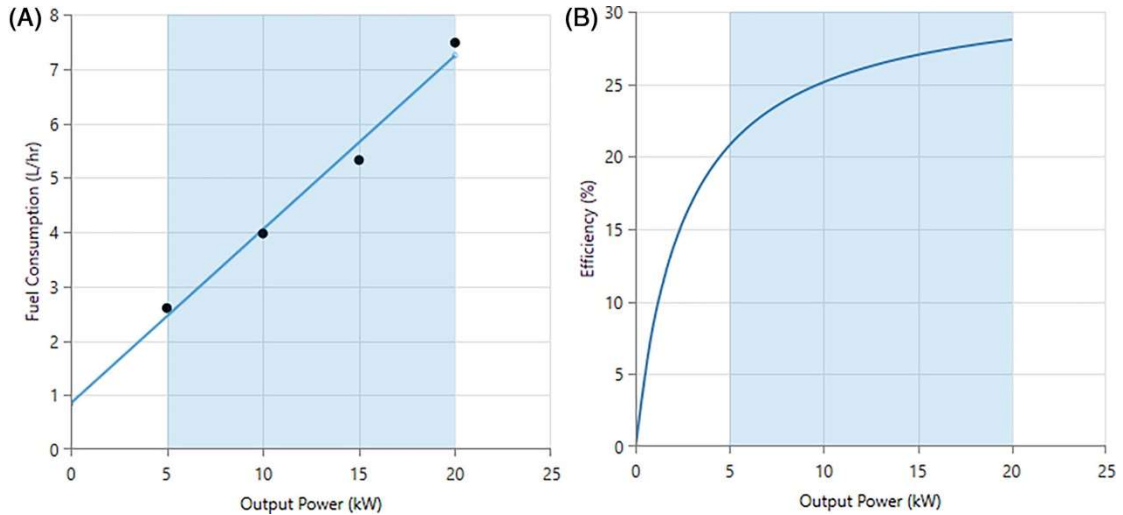 (A)
Fuel Consumption (L/hr)
8
7
6
5
4
3
2
1
0
0 5 10 15 20 25
Output Power (kW)
(B)
Efficiency (%)
30
25
20
15
10
5
0
0 5 10 15 20 25
Output Power (kW)